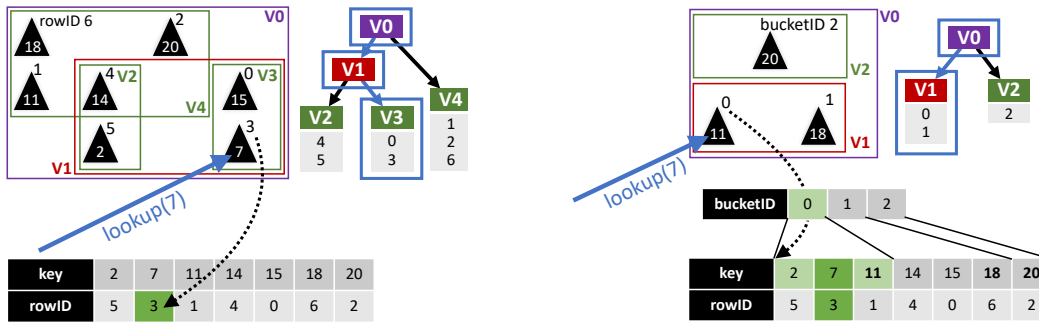 rowID 6
2
V0
18
20
1
4
V2
0
V3
11
14
15
V4
5
3
2
7
V1
lookup(7)
V0
V1
V2
V3
V4
4
0
1
5
3
2
6
key 2 7 11 14 15 18 20
rowID 5 3 1 4 0 6 2
bucketID 2
V0
20
V2
0
1
11
18
V1
lookup(7)
V0
V1
V2
0
2
1
bucketID 0 1 2
key 2 7 11 14 15 18 20
rowID 5 3 1 4 0 6 2